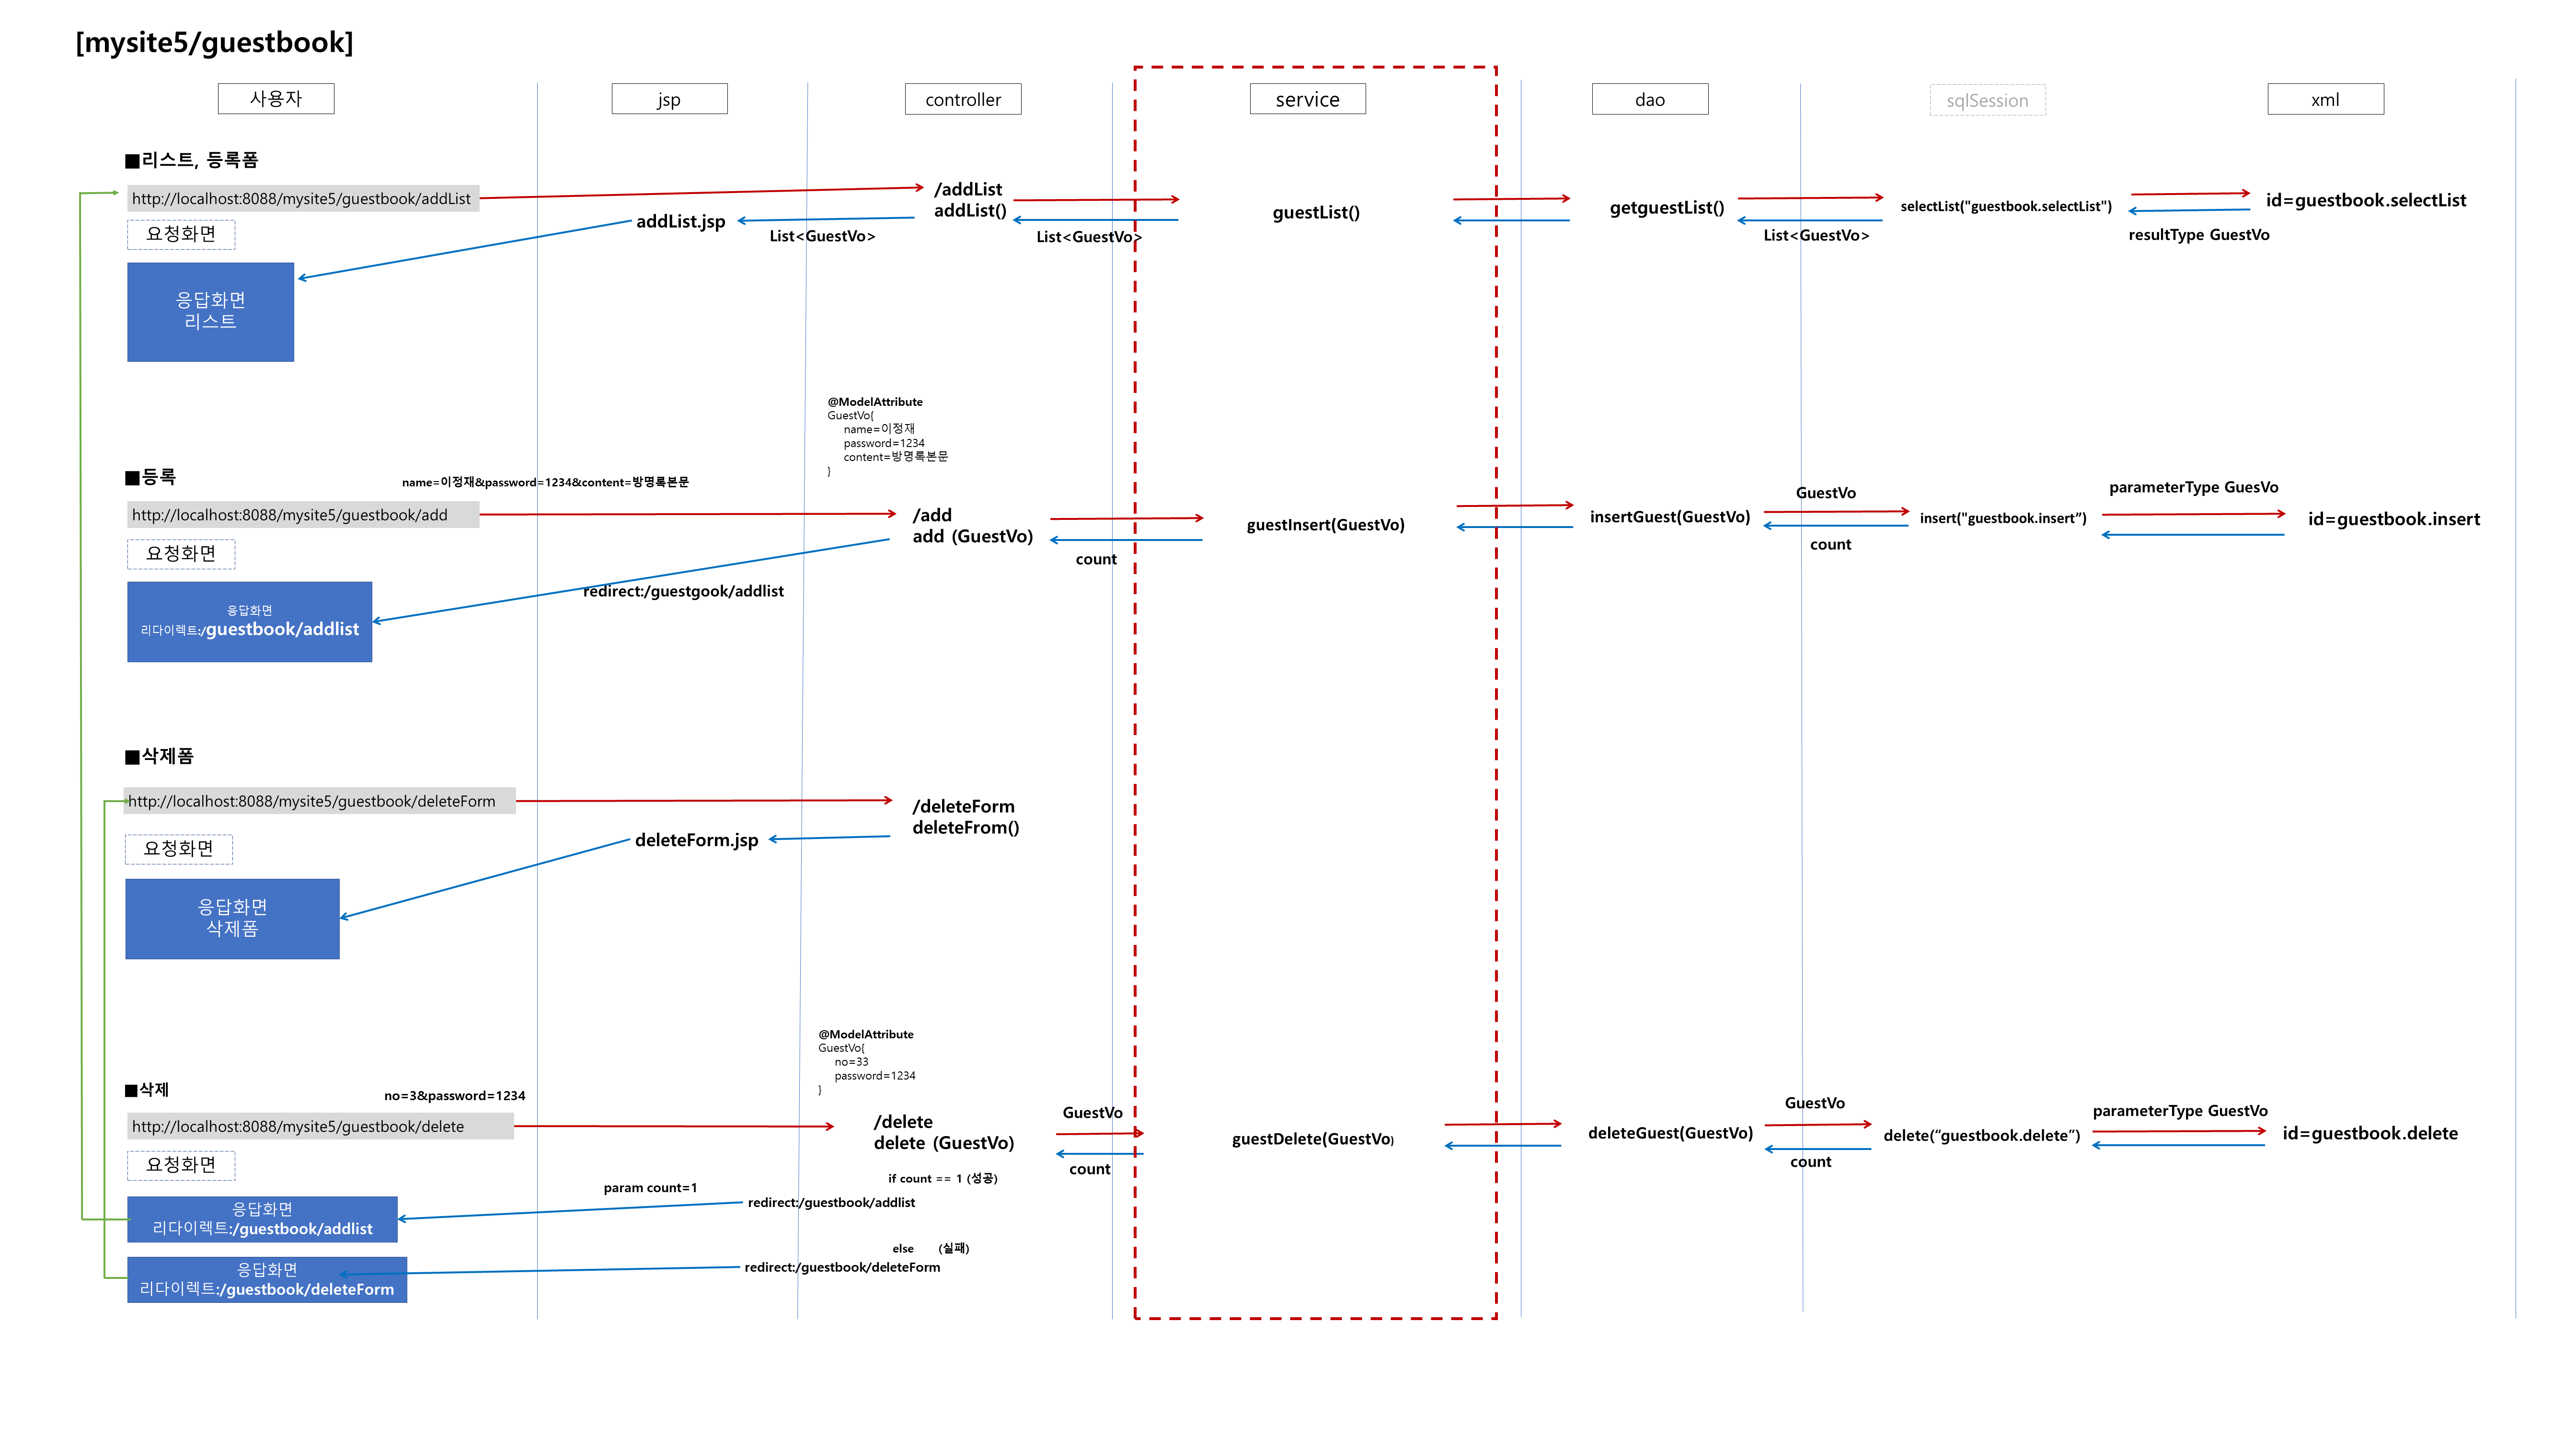 [mysite5/guestbook]
사용자
jsp
controller
service
dao
sqlSession
xml
■리스트, 등록폼
http://localhost:8088/mysite5/guestbook/addList
요청화면
응답화면
리스트
addList.jsp
List<GuestVo>
/addList
addList()
List<GuestVo>
guestList()
getguestList()
List<GuestVo>
selectList("guestbook.selectList")
resultType GuestVo
id=guestbook.selectList
@ModelAttribute
GuestVo{
name=이정재
password=1234
content=방명록본문
}
■등록
name=이정재&password=1234&content=방명록본문
http://localhost:8088/mysite5/guestbook/add
요청화면
응답화면
리다이렉트:/guestbook/addlist
redirect:/guestgook/addlist
/add
add (GuestVo)
count
guestInsert(GuestVo)
insertGuest(GuestVo)
GuestVo
count
insert("guestbook.insert”)
parameterType GuesVo
id=guestbook.insert
■삭제폼
http://localhost:8088/mysite5/guestbook/deleteForm
요청화면
응답화면
삭제폼
deleteForm.jsp
/deleteForm
deleteFrom()
@ModelAttribute
GuestVo{
no=33
password=1234
}
■삭제
no=3&password=1234
http://localhost:8088/mysite5/guestbook/delete
요청화면
/delete
delete (GuestVo)
GuestVo
count
guestDelete(GuestVo)
deleteGuest(GuestVo)
GuestVo
count
delete(“guestbook.delete”)
parameterType GuestVo
id=guestbook.delete
if count == 1 (성공)
param count=1
redirect:/guestbook/addlist
응답화면
리다이렉트:/guestbook/addlist
else (실패)
redirect:/guestbook/deleteForm
응답화면
리다이렉트:/guestbook/deleteForm